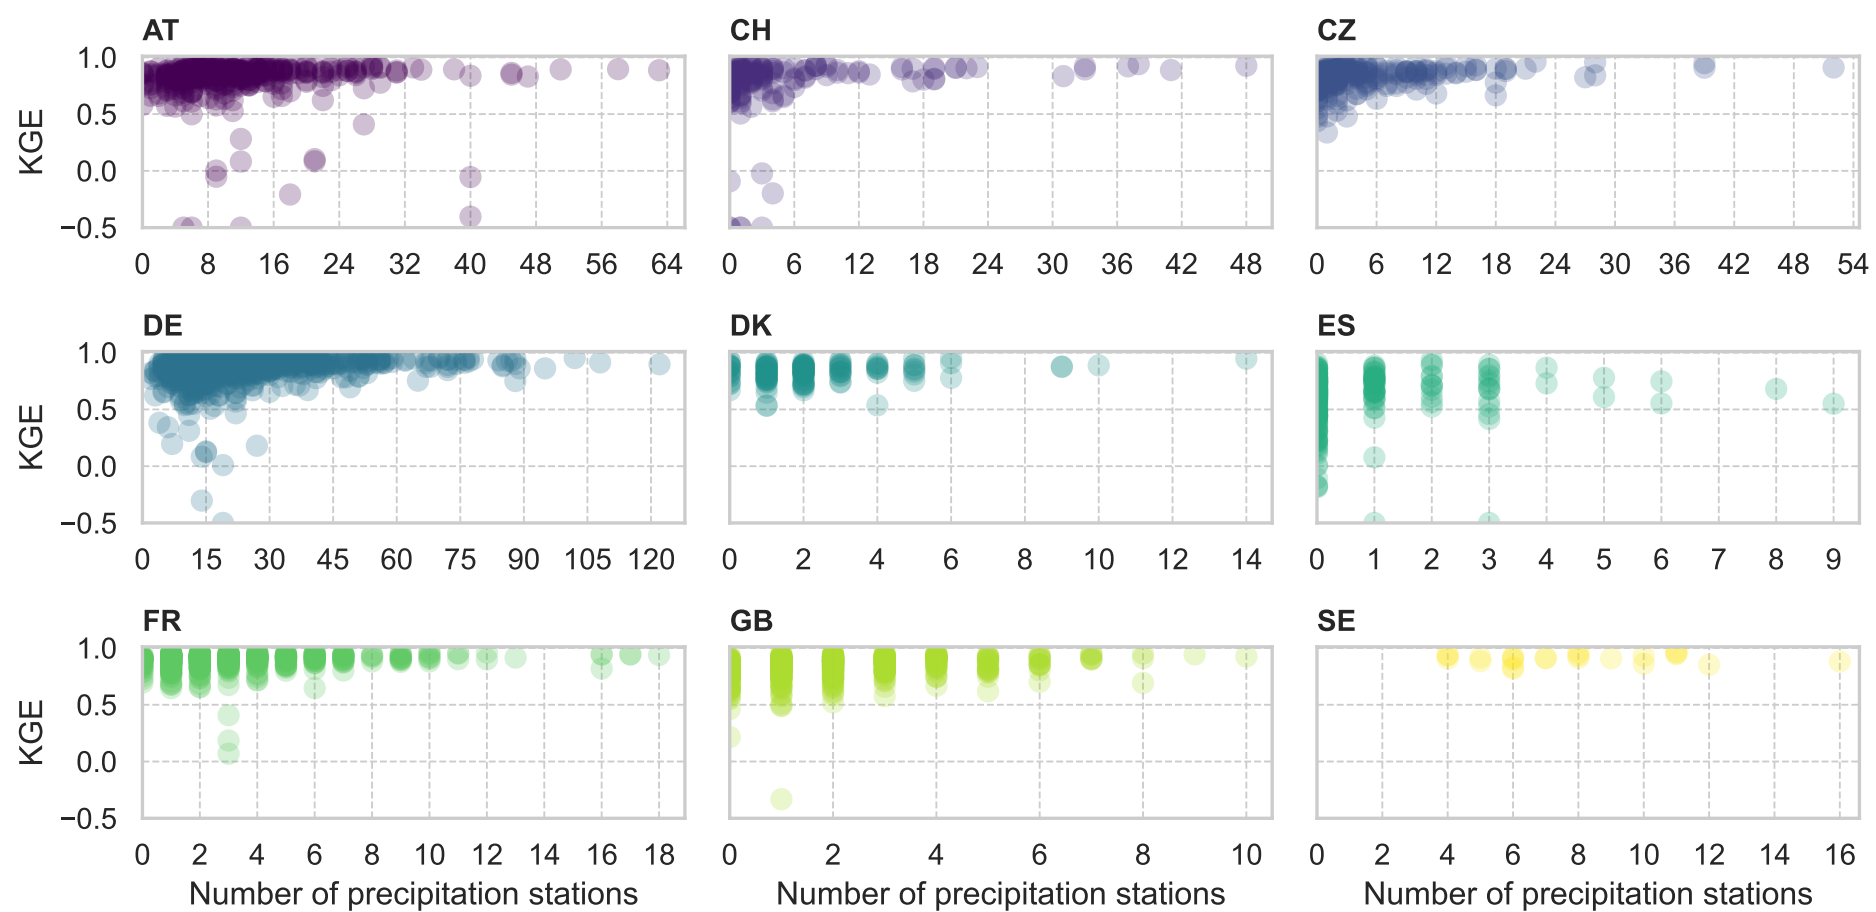 AT CH CZ
KGE
1.0
0.5
0.0
−0.5
0 8 16 24 32 40 48 56 64
0 6 12 18 24 30 36 42 48
0 6 12 18 24 30 36 42 48 54
DE DK ES
KGE
1.0
0.5
0.0
−0.5
0 15 30 45 60 75 90 105 120
0 2 4 6 8 10 12 14
0 1 2 3 4 5 6 7 8 9
FR GB SE
KGE
1.0
0.5
0.0
−0.5
0 2 4 6 8 10 12 14 16 18
0 2 4 6 8 10
0 2 4 6 8 10 12 14 16
Number of precipitation stations
Number of precipitation stations
Number of precipitation stations